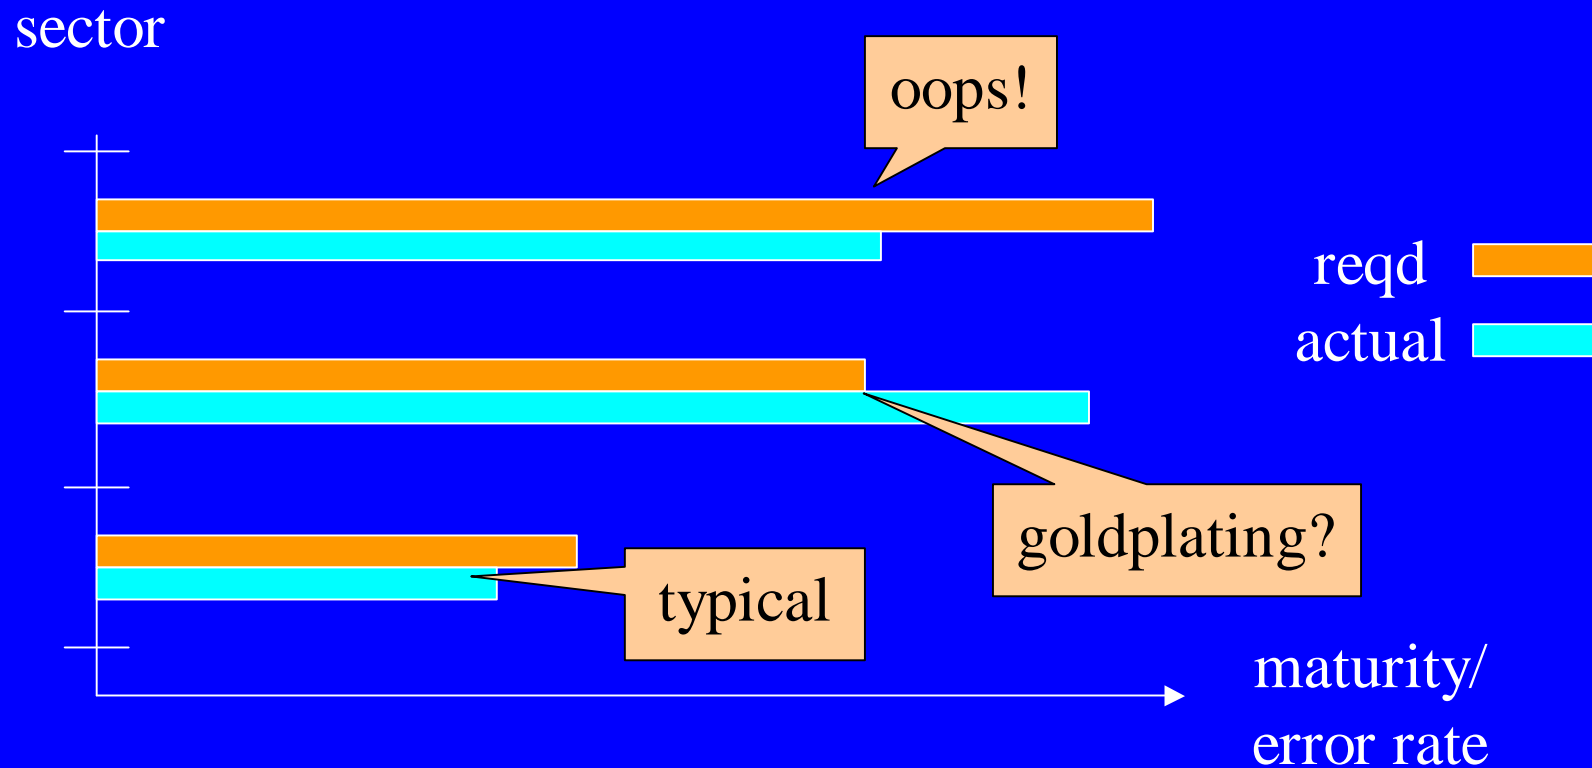 sector
oops!
reqd
actual
goldplating?
typical
maturity/
error rate